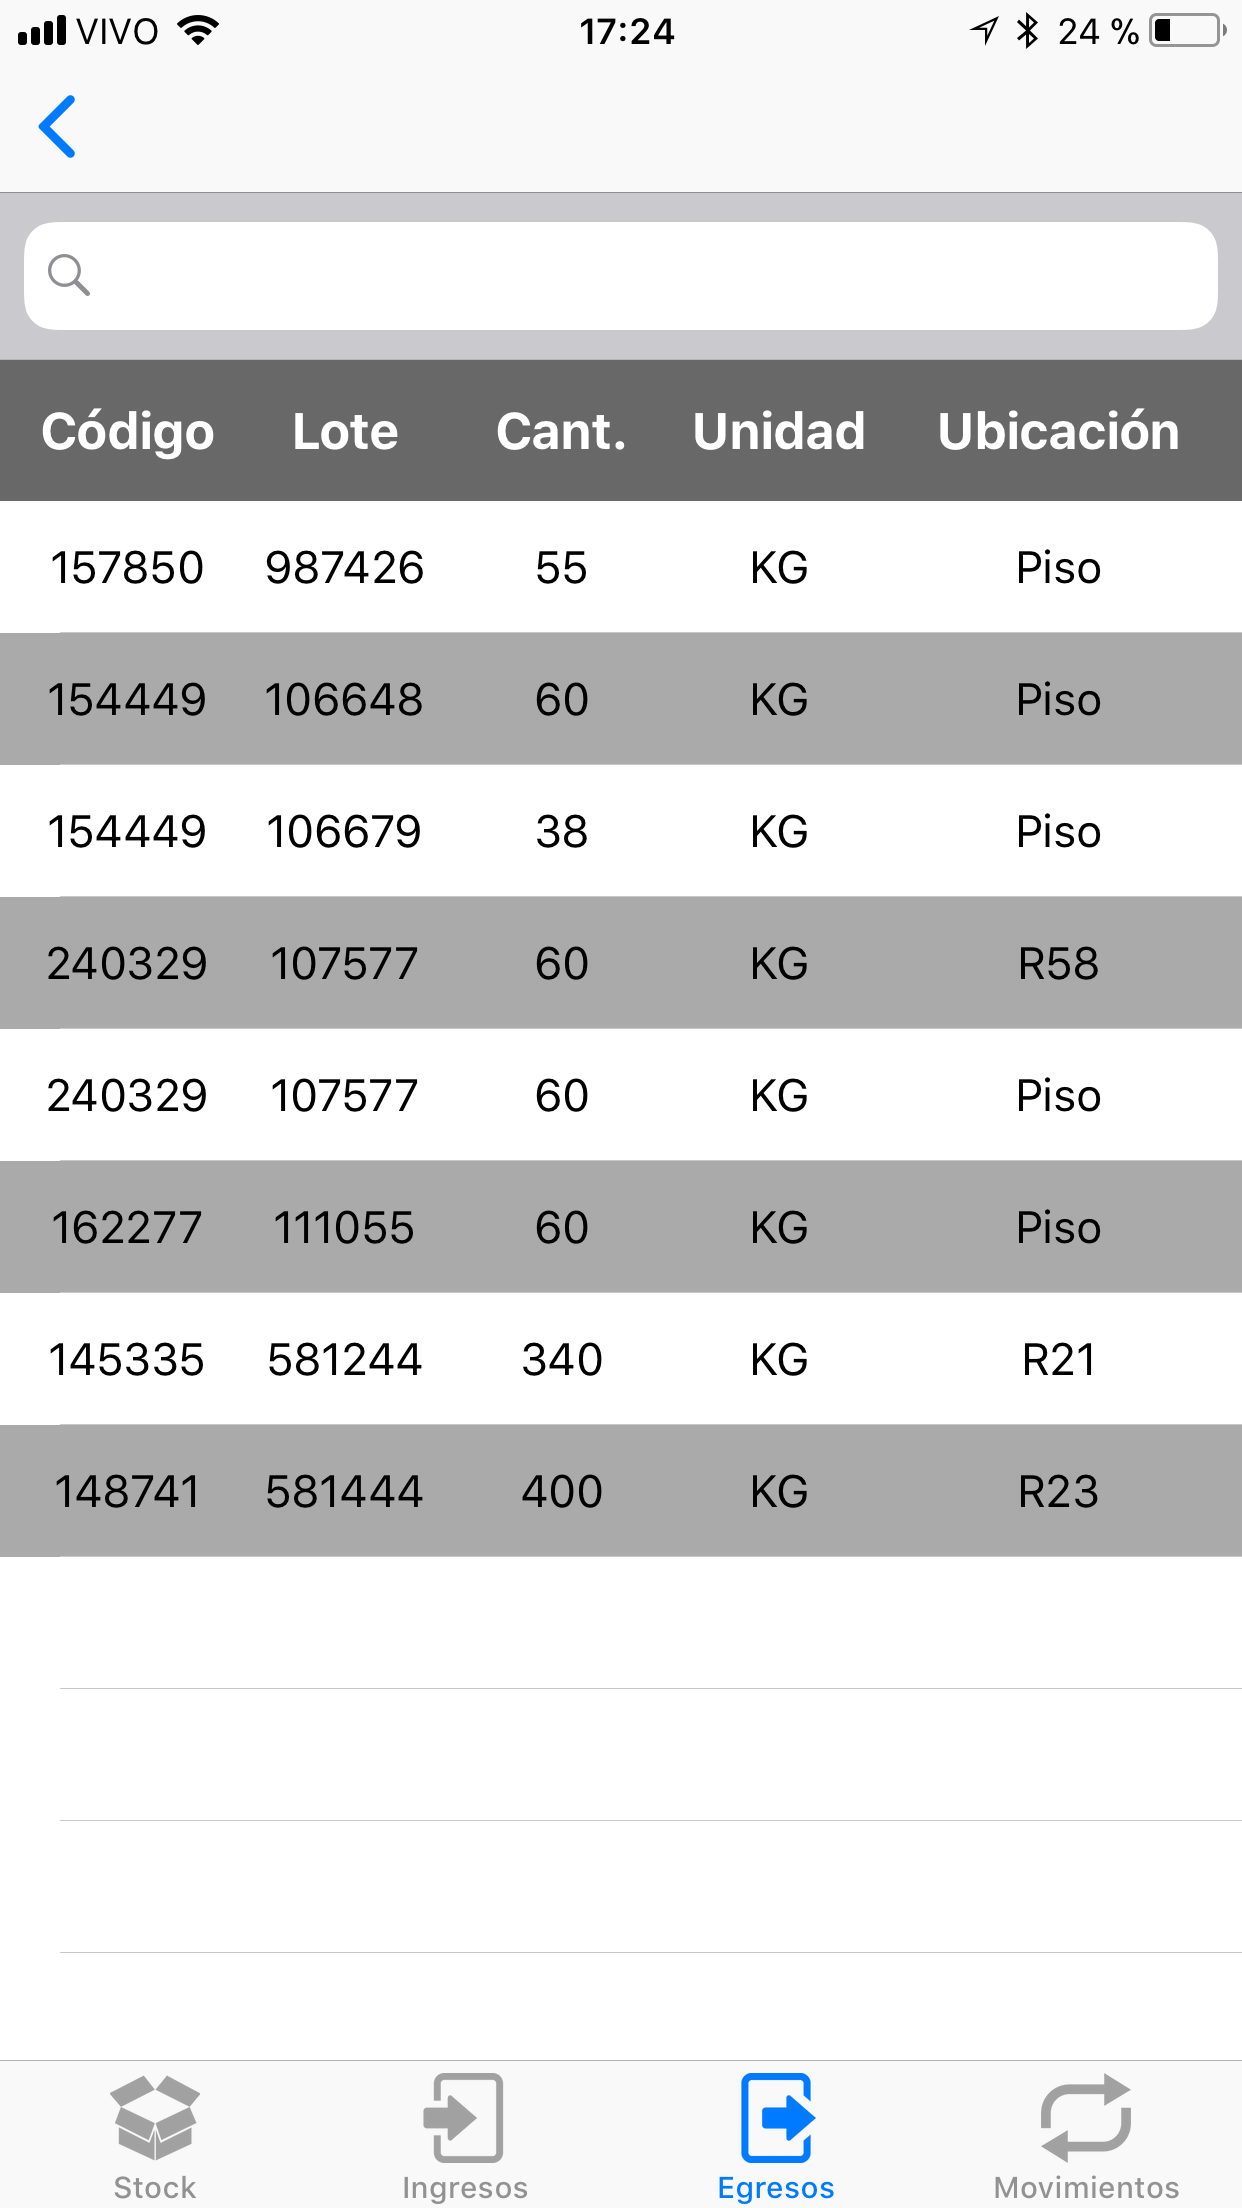 VIVO 17:24 24 %
Código Lote Cant. Unidad Ubicación
157850 987426 55 KG Piso
154449 106648 60 KG Piso
154449 106679 38 KG Piso
240329 107577 60 KG R58
240329 107577 60 KG Piso
162277 111055 60 KG Piso
145335 581244 340 KG R21
148741 581444 400 KG R23
Stock Ingresos Egresos Movimientos